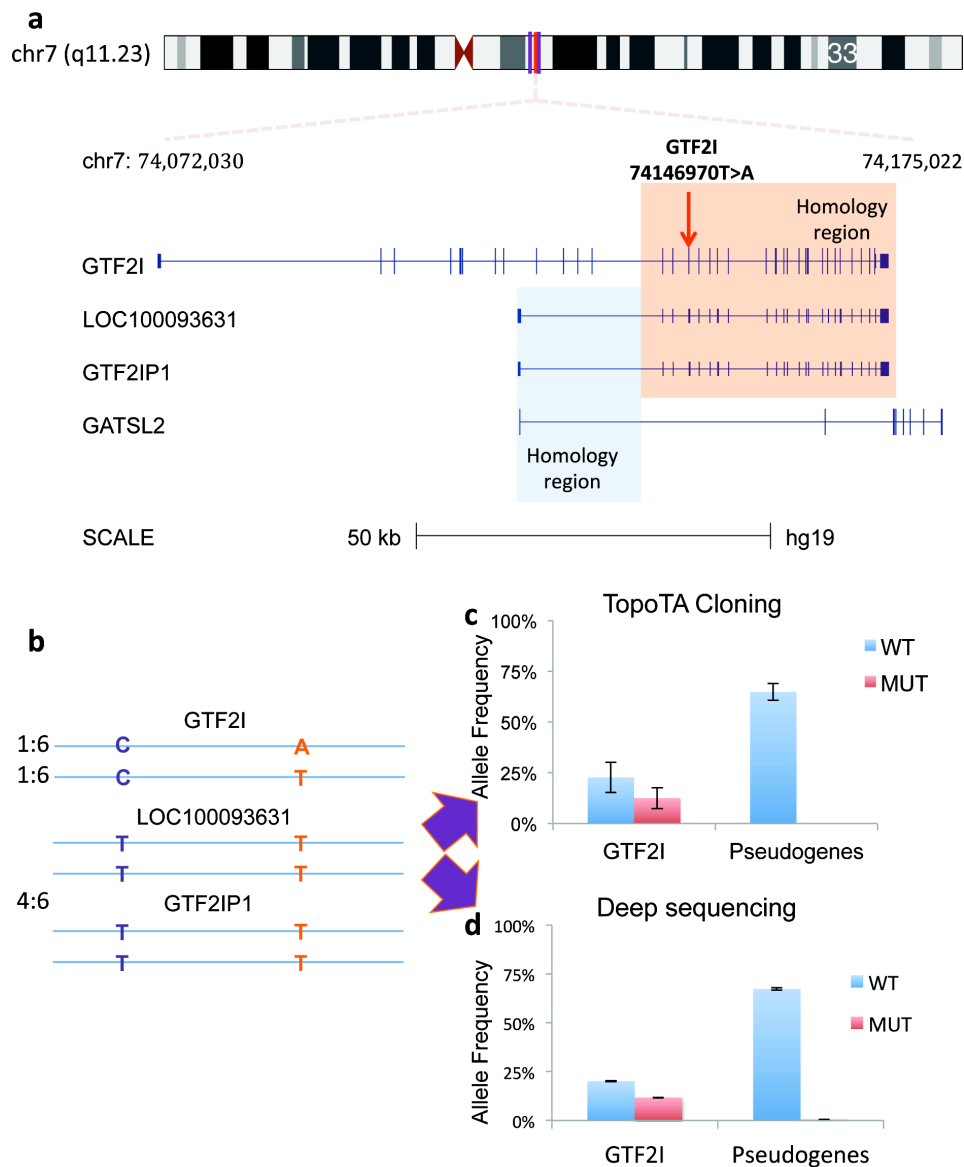 a
chr7 (q11.23)
33
chr7: 74,072,030
GTF2I
74146970T>A
74,175,022
Homology
region
GTF2I
LOC100093631
GTF2IP1
GATSL2
Homology
region
SCALE
50 kb
hg19
b
GTF2I
1:6
C
A
1:6
C
T
LOC100093631
T
T
T
T
4:6
GTF2IP1
T
T
T
T
c
TopoTA Cloning
Allele Frequency
100%
75%
50%
25%
0%
WT
MUT
GTF2I
Pseudogenes
d
Deep sequencing
Allele Frequency
100%
75%
50%
25%
0%
WT
MUT
GTF2I
Pseudogenes